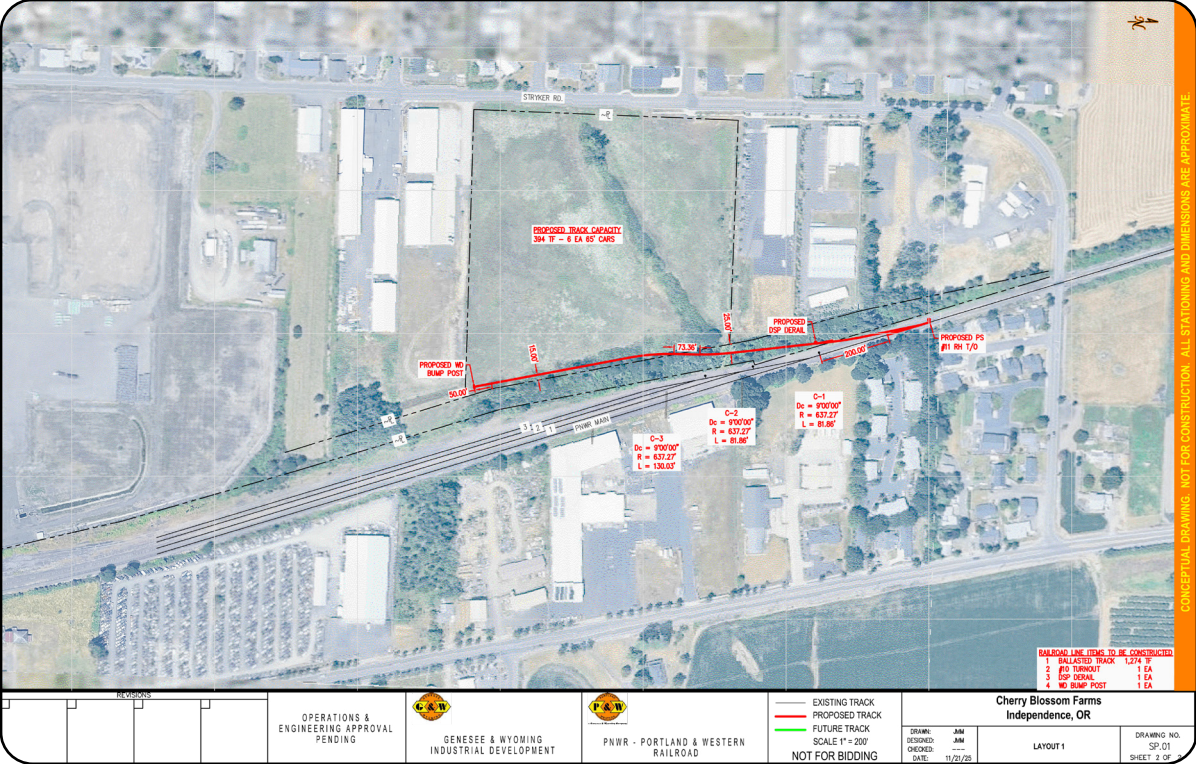 STRYKER RD.
PROPOSED TRACK CAPACITY
394 TF - 6 EA 65' CARS
25.00'
PROPOSED
DSP DERAIL
PROPOSED PS
#11 RH T/O
73.36'
15.00'
200.00'
PROPOSED WD
BUMP POST
50.00'
C-1
Dc = 9°00'00"
R = 637.27'
L = 81.86'
C-2
Dc = 9°00'00"
R = 637.27'
L = 81.86'
C-3
Dc = 9°00'00"
R = 637.27'
L = 130.03'
3 2 1
PNWR MAIN
CONCEPTUAL DRAWING. NOT FOR CONSTRUCTION. ALL STATIONING AND DIMENSIONS ARE APPROXIMATE.
RAILROAD LINE ITEMS TO BE CONSTRUCTED
1 BALLASTED TRACK 1,274 TF
2 #10 TURNOUT 1 EA
3 DSP DERAIL 1 EA
4 WD BUMP POST 1 EA
REVISIONS
OPERATIONS &
ENGINEERING APPROVAL
PENDING
G&W
GENESEE & WYOMING
INDUSTRIAL DEVELOPMENT
P&W
PNWR - PORTLAND & WESTERN
RAILROAD
EXISTING TRACK
PROPOSED TRACK
FUTURE TRACK
SCALE 1" = 200'
NOT FOR BIDDING
Cherry Blossom Farms
Independence, OR
DRAWN: JMM
DESIGNED: JMM
CHECKED: ---
DATE: 11/21/25
LAYOUT 1
DRAWING NO.
SP.01
SHEET 2 OF